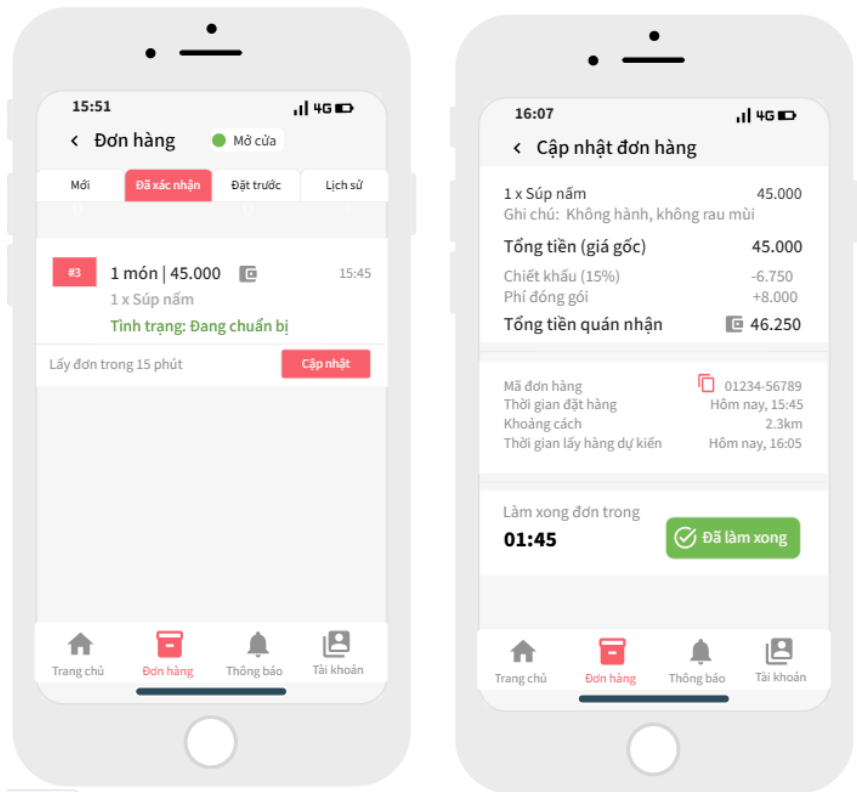 15:51 4G
Đơn hàng Mở cửa
Mới Đã xác nhận Đặt trước Lịch sử
#3 1 món | 45.000 15:45
1 x Súp nấm
Tình trạng: Đang chuẩn bị
Lấy đơn trong 15 phút Cập nhật
Trang chủ Đơn hàng Thông báo Tài khoản
16:07 4G
Cập nhật đơn hàng
1 x Súp nấm 45.000
Ghi chú: Không hành, không rau mùi
Tổng tiền (giá gốc) 45.000
Chiết khấu (15%) -6.750
Phí đóng gói +8.000
Tổng tiền quán nhận 46.250
Mã đơn hàng 01234-56789
Thời gian đặt hàng Hôm nay, 15:45
Khoảng cách 2.3km
Thời gian lấy hàng dự kiến Hôm nay, 16:05
Làm xong đơn trong
01:45 Đã làm xong
Trang chủ Đơn hàng Thông báo Tài khoản